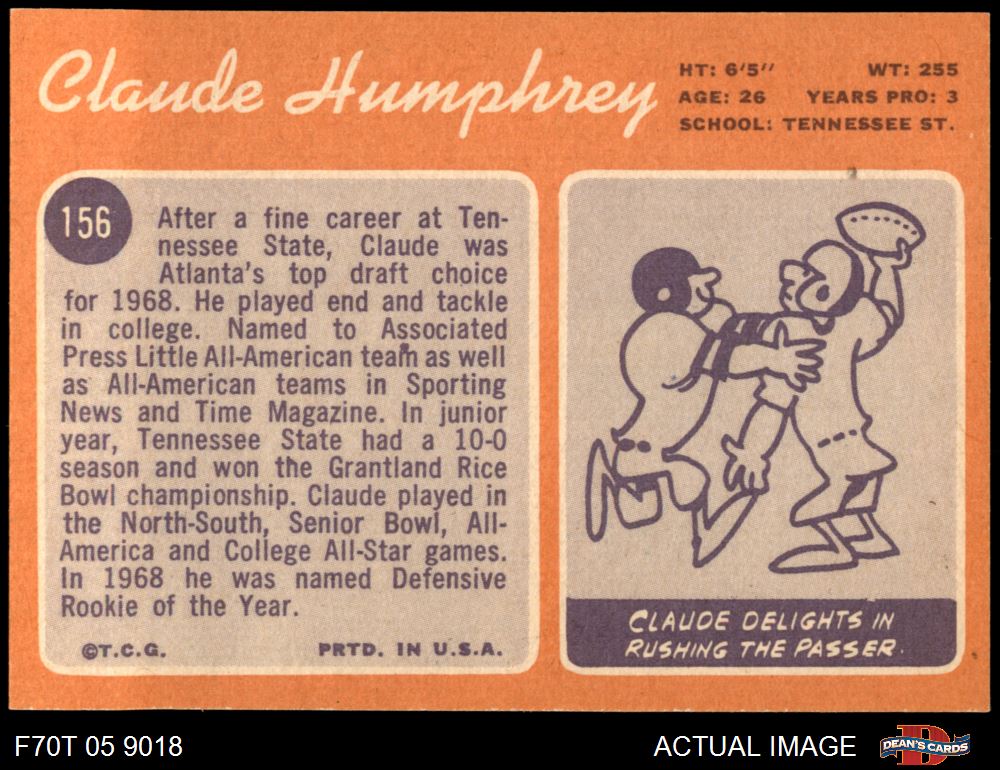 Claude Humphrey
HT: 6'5" WT: 255
AGE: 26 YEARS PRO: 3
SCHOOL: TENNESSEE ST.
156
After a fine career at Ten-
nessee State, Claude was
Atlanta's top draft choice
for 1968. He played end and tackle
in college. Named to Associated
Press Little All-American team as well
as All-American teams in Sporting
News and Time Magazine. In junior
year, Tennessee State had a 10-0
season and won the Grantland Rice
Bowl championship. Claude played in
the North-South, Senior Bowl, All-
America and College All-Star games.
In 1968 he was named Defensive
Rookie of the Year.
©T.C.G. PRTD. IN U.S.A.
CLAUDE DELIGHTS IN
RUSHING THE PASSER.
F70T 05 9018
ACTUAL IMAGE
D
DEAN'S CARDS